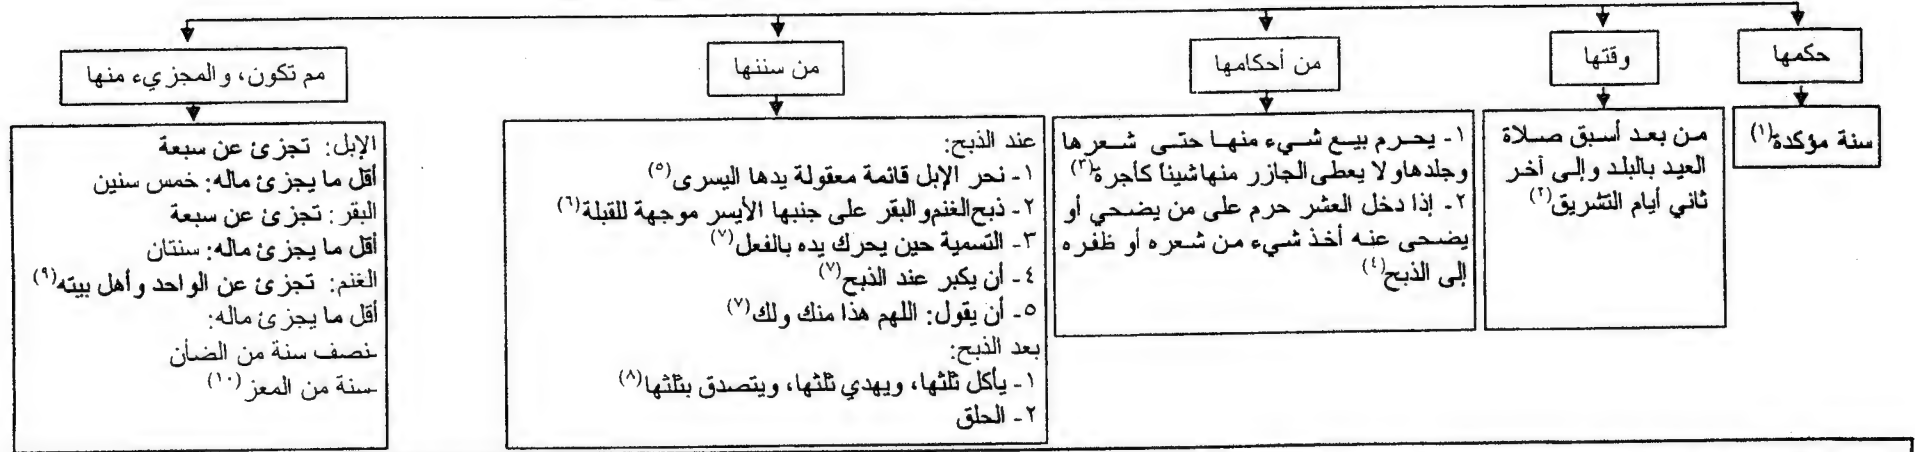 حكمها
سنة مؤكدة(١)
وقتها
من بعد أسبق صلاة
العيد بالبلد وإلى آخر
ثاني أيام التشريق(٢)
من أحكامها
١- يحرم بيع شيء منها حتى شعرها
وجلدها ولا يعطى الجازر منها شيئاً كأجرة(٣)
٢- إذا دخل العشر حرم على من يضحي أو
يضحى عنه أخذ شيء من شعره أو ظفره
إلى الذبح(٤)
من سننها
عند الذبح:
١- نحر الإبل قائمة معقولة يدها اليسرى(٥)
٢- ذبح الغنم والبقر على جنبها الأيسر موجهة للقبلة(٦)
٣- التسمية حين يحرك يده بالفعل(٧)
٤- أن يكبر عند الذبح(٧)
٥- أن يقول: اللهم هذا منك ولك(٧)
بعد الذبح:
١- يأكل ثلثها، ويهدي ثلثها، ويتصدق بثلثها(٨)
٢- الحلق
مم تكون، والمجزيء منها
الإبل: تجزئ عن سبعة
أقل ما يجزئ ماله: خمس سنين
البقر: تجزئ عن سبعة
أقل ما يجزئ ماله: سنتان
الغنم: تجزئ عن الواحد وأهل بيته(٩)
أقل ما يجزئ ماله:
-نصف سنة من الضأن
-سنة من المعز(١٠)